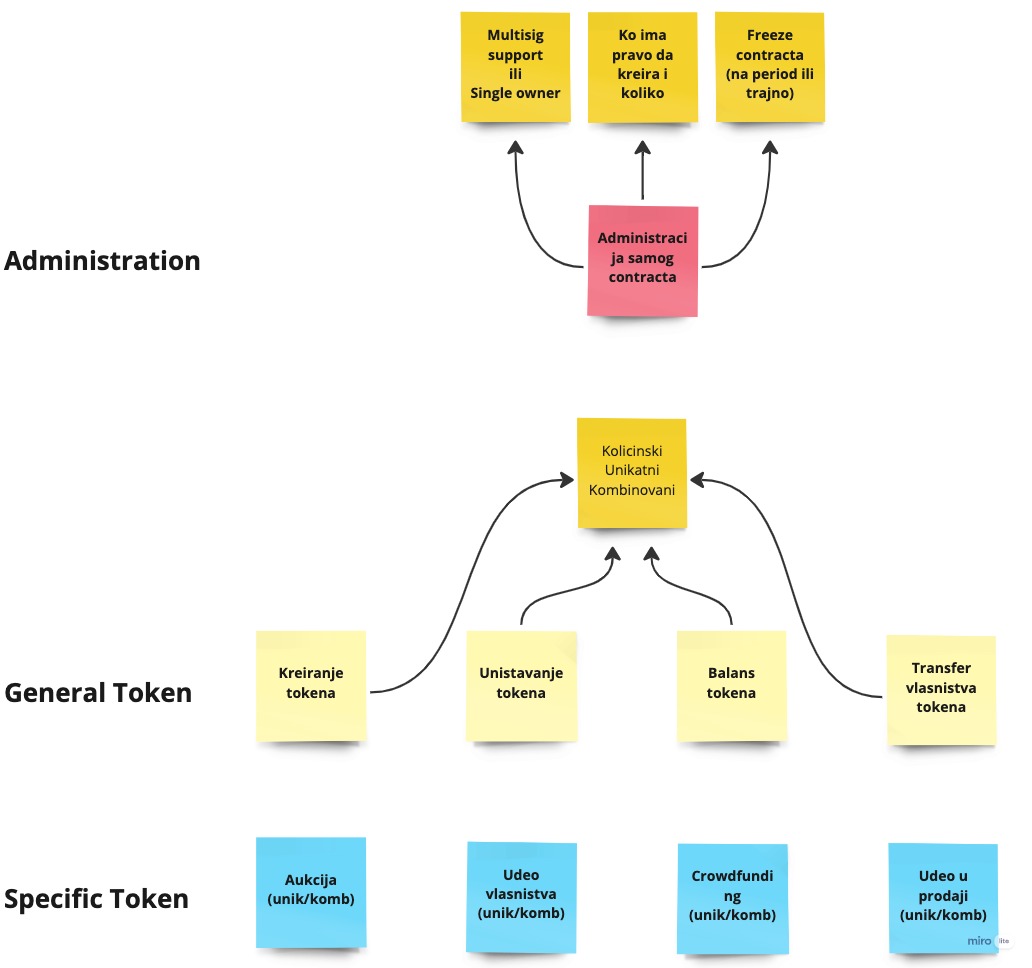 Multisig
support
ili
Single owner
Ko ima
pravo da
kreira i
koliko
Freeze
contracta
(na period ili
trajno)
Administration
Administraci
ja samog
contracta
Kolicinski
Unikatni
Kombinovani
General Token
Kreiranje
tokena
Unistavanje
tokena
Balans
tokena
Transfer
vlasnistva
tokena
Specific Token
Aukcija
(unik/komb)
Udeo
vlasnistva
(unik/komb)
Crowdfundi
ng
(unik/komb)
Udeo u
prodaji
(unik/komb)
miro lite